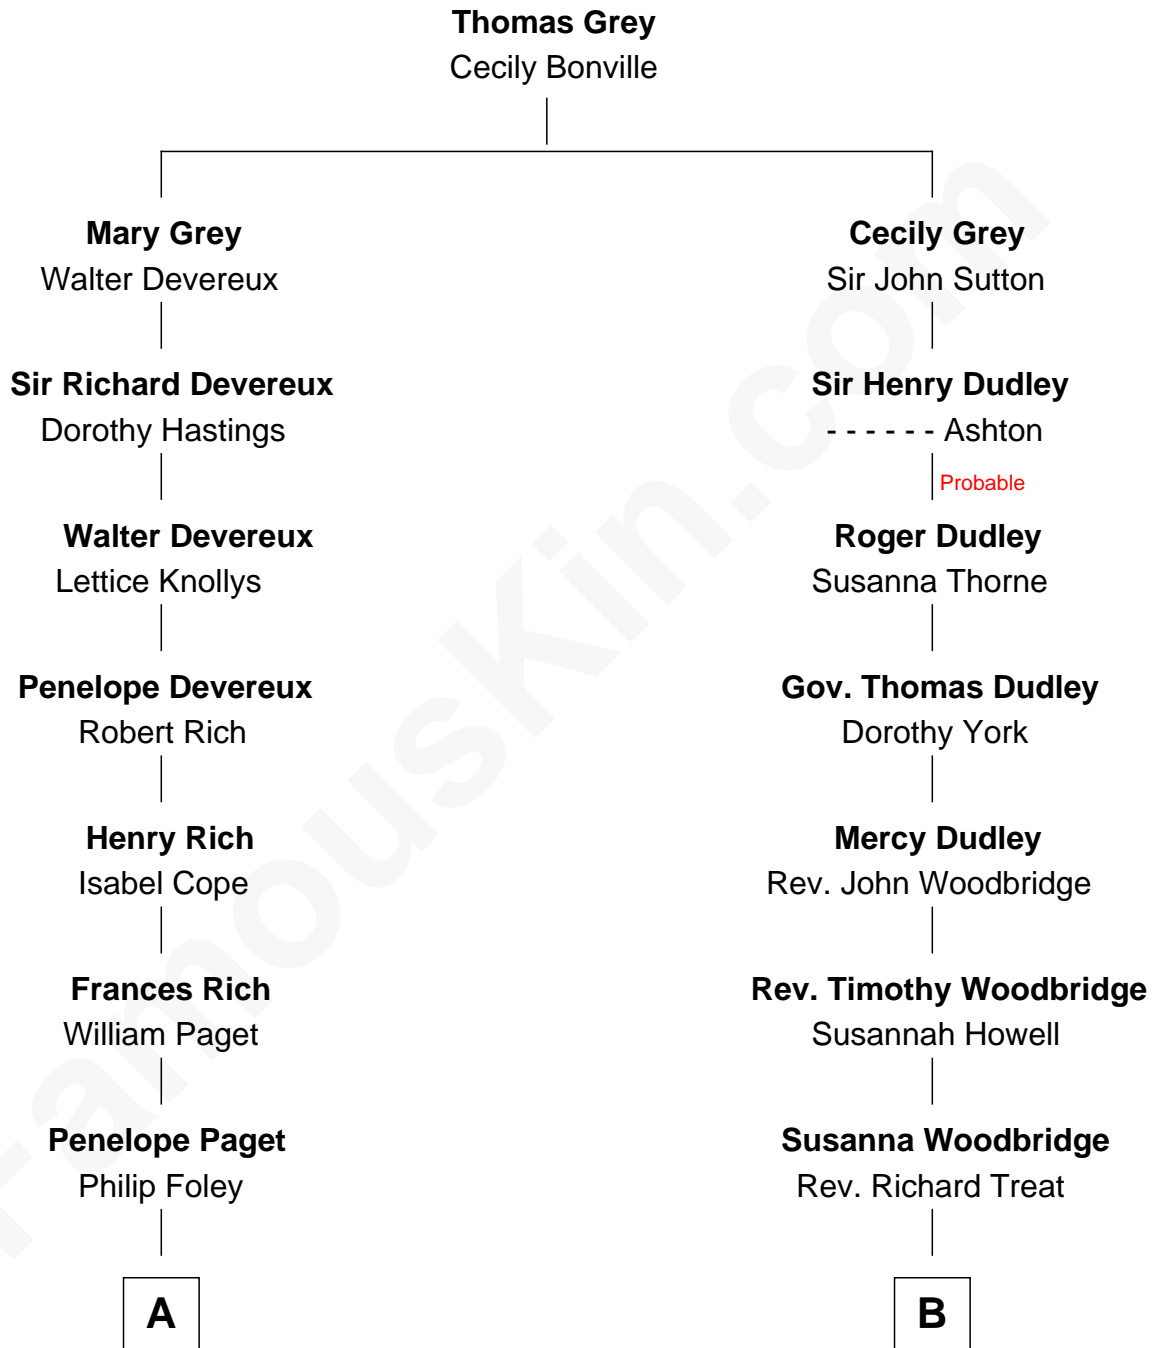 Thomas Grey
Cecily Bonville
Mary Grey
Walter Devereux
Cecily Grey
Sir John Sutton
Sir Richard Devereux
Dorothy Hastings
Sir Henry Dudley
- - - - - - Ashton
Probable
Walter Devereux
Lettice Knollys
Roger Dudley
Susanna Thorne
Penelope Devereux
Robert Rich
Gov. Thomas Dudley
Dorothy York
Henry Rich
Isabel Cope
Mercy Dudley
Rev. John Woodbridge
Frances Rich
William Paget
Rev. Timothy Woodbridge
Susannah Howell
Penelope Paget
Philip Foley
Susanna Woodbridge
Rev. Richard Treat
A
B
FamousKin.com